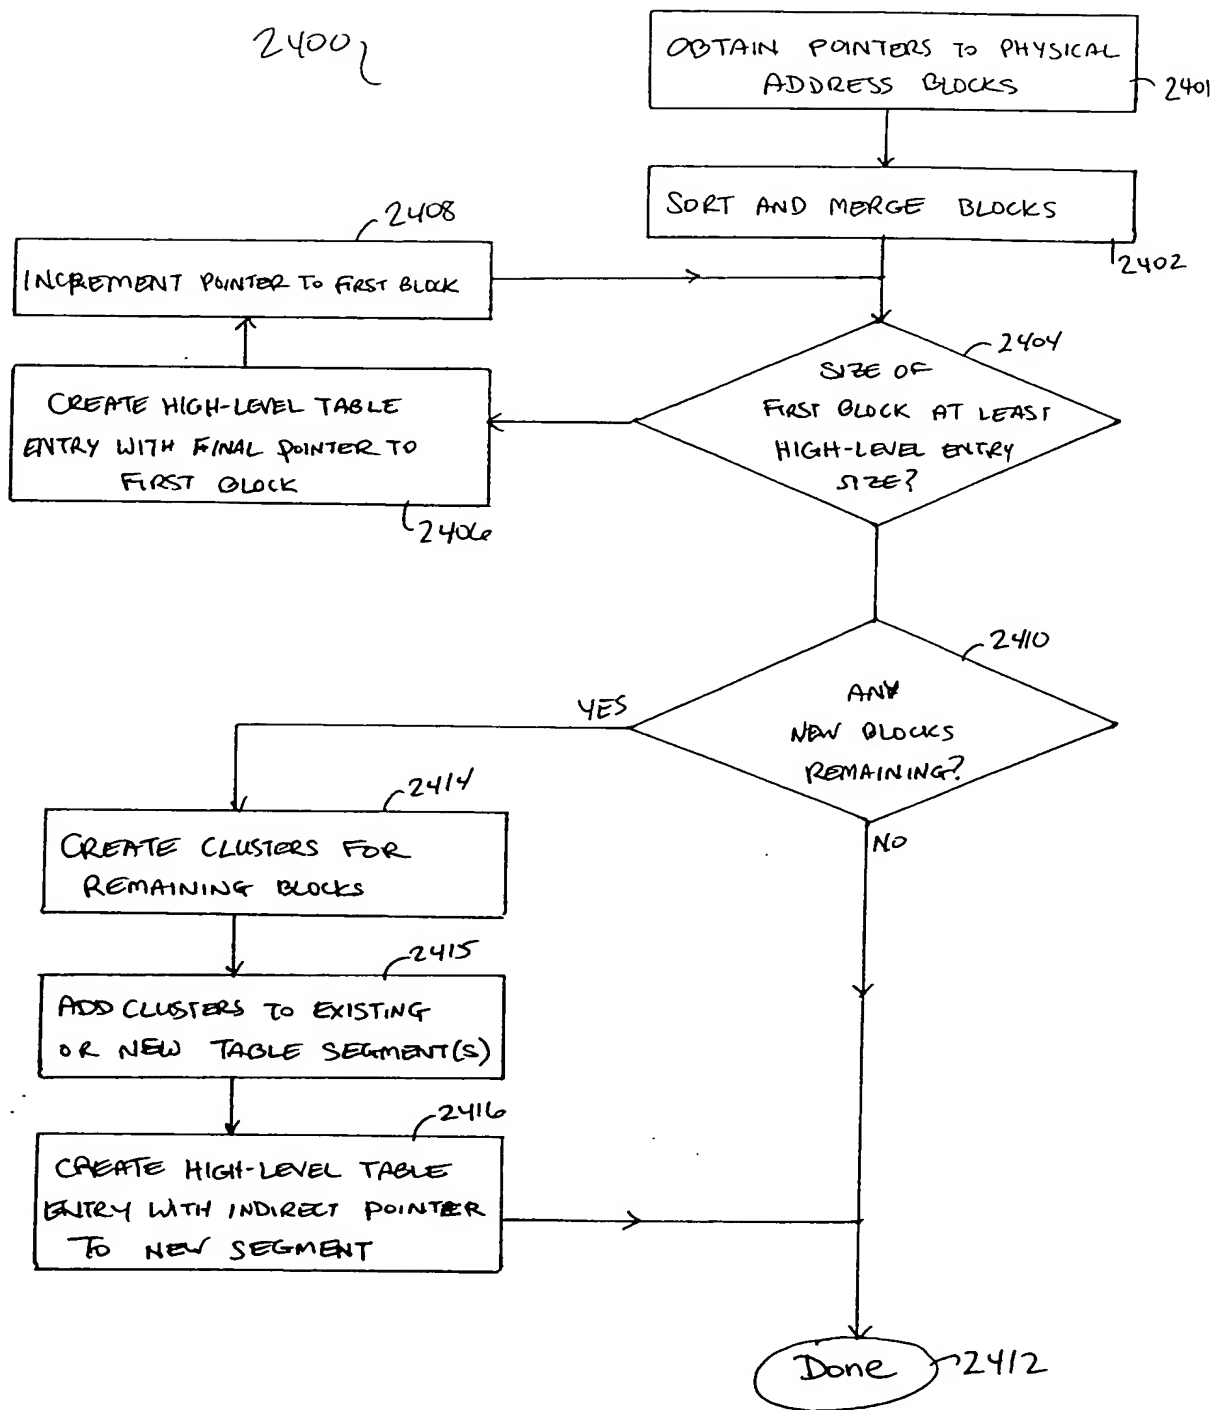 2400
OBTAIN POINTERS TO PHYSICAL
ADDRESS BLOCKS
2401
SORT AND MERGE BLOCKS
2402
2408
INCREMENT POINTER TO FIRST BLOCK
2404
SIZE OF
FIRST BLOCK AT LEAST
HIGH-LEVEL ENTRY
SIZE?
CREATE HIGH-LEVEL TABLE
ENTRY WITH FINAL POINTER TO
FIRST BLOCK
2406
2410
ANY
NEW BLOCKS
REMAINING?
YES
NO
2414
CREATE CLUSTERS FOR
REMAINING BLOCKS
2415
ADD CLUSTERS TO EXISTING
OR NEW TABLE SEGMENT(S)
2416
CREATE HIGH-LEVEL TABLE
ENTRY WITH INDIRECT POINTER
TO NEW SEGMENT
Done
2412